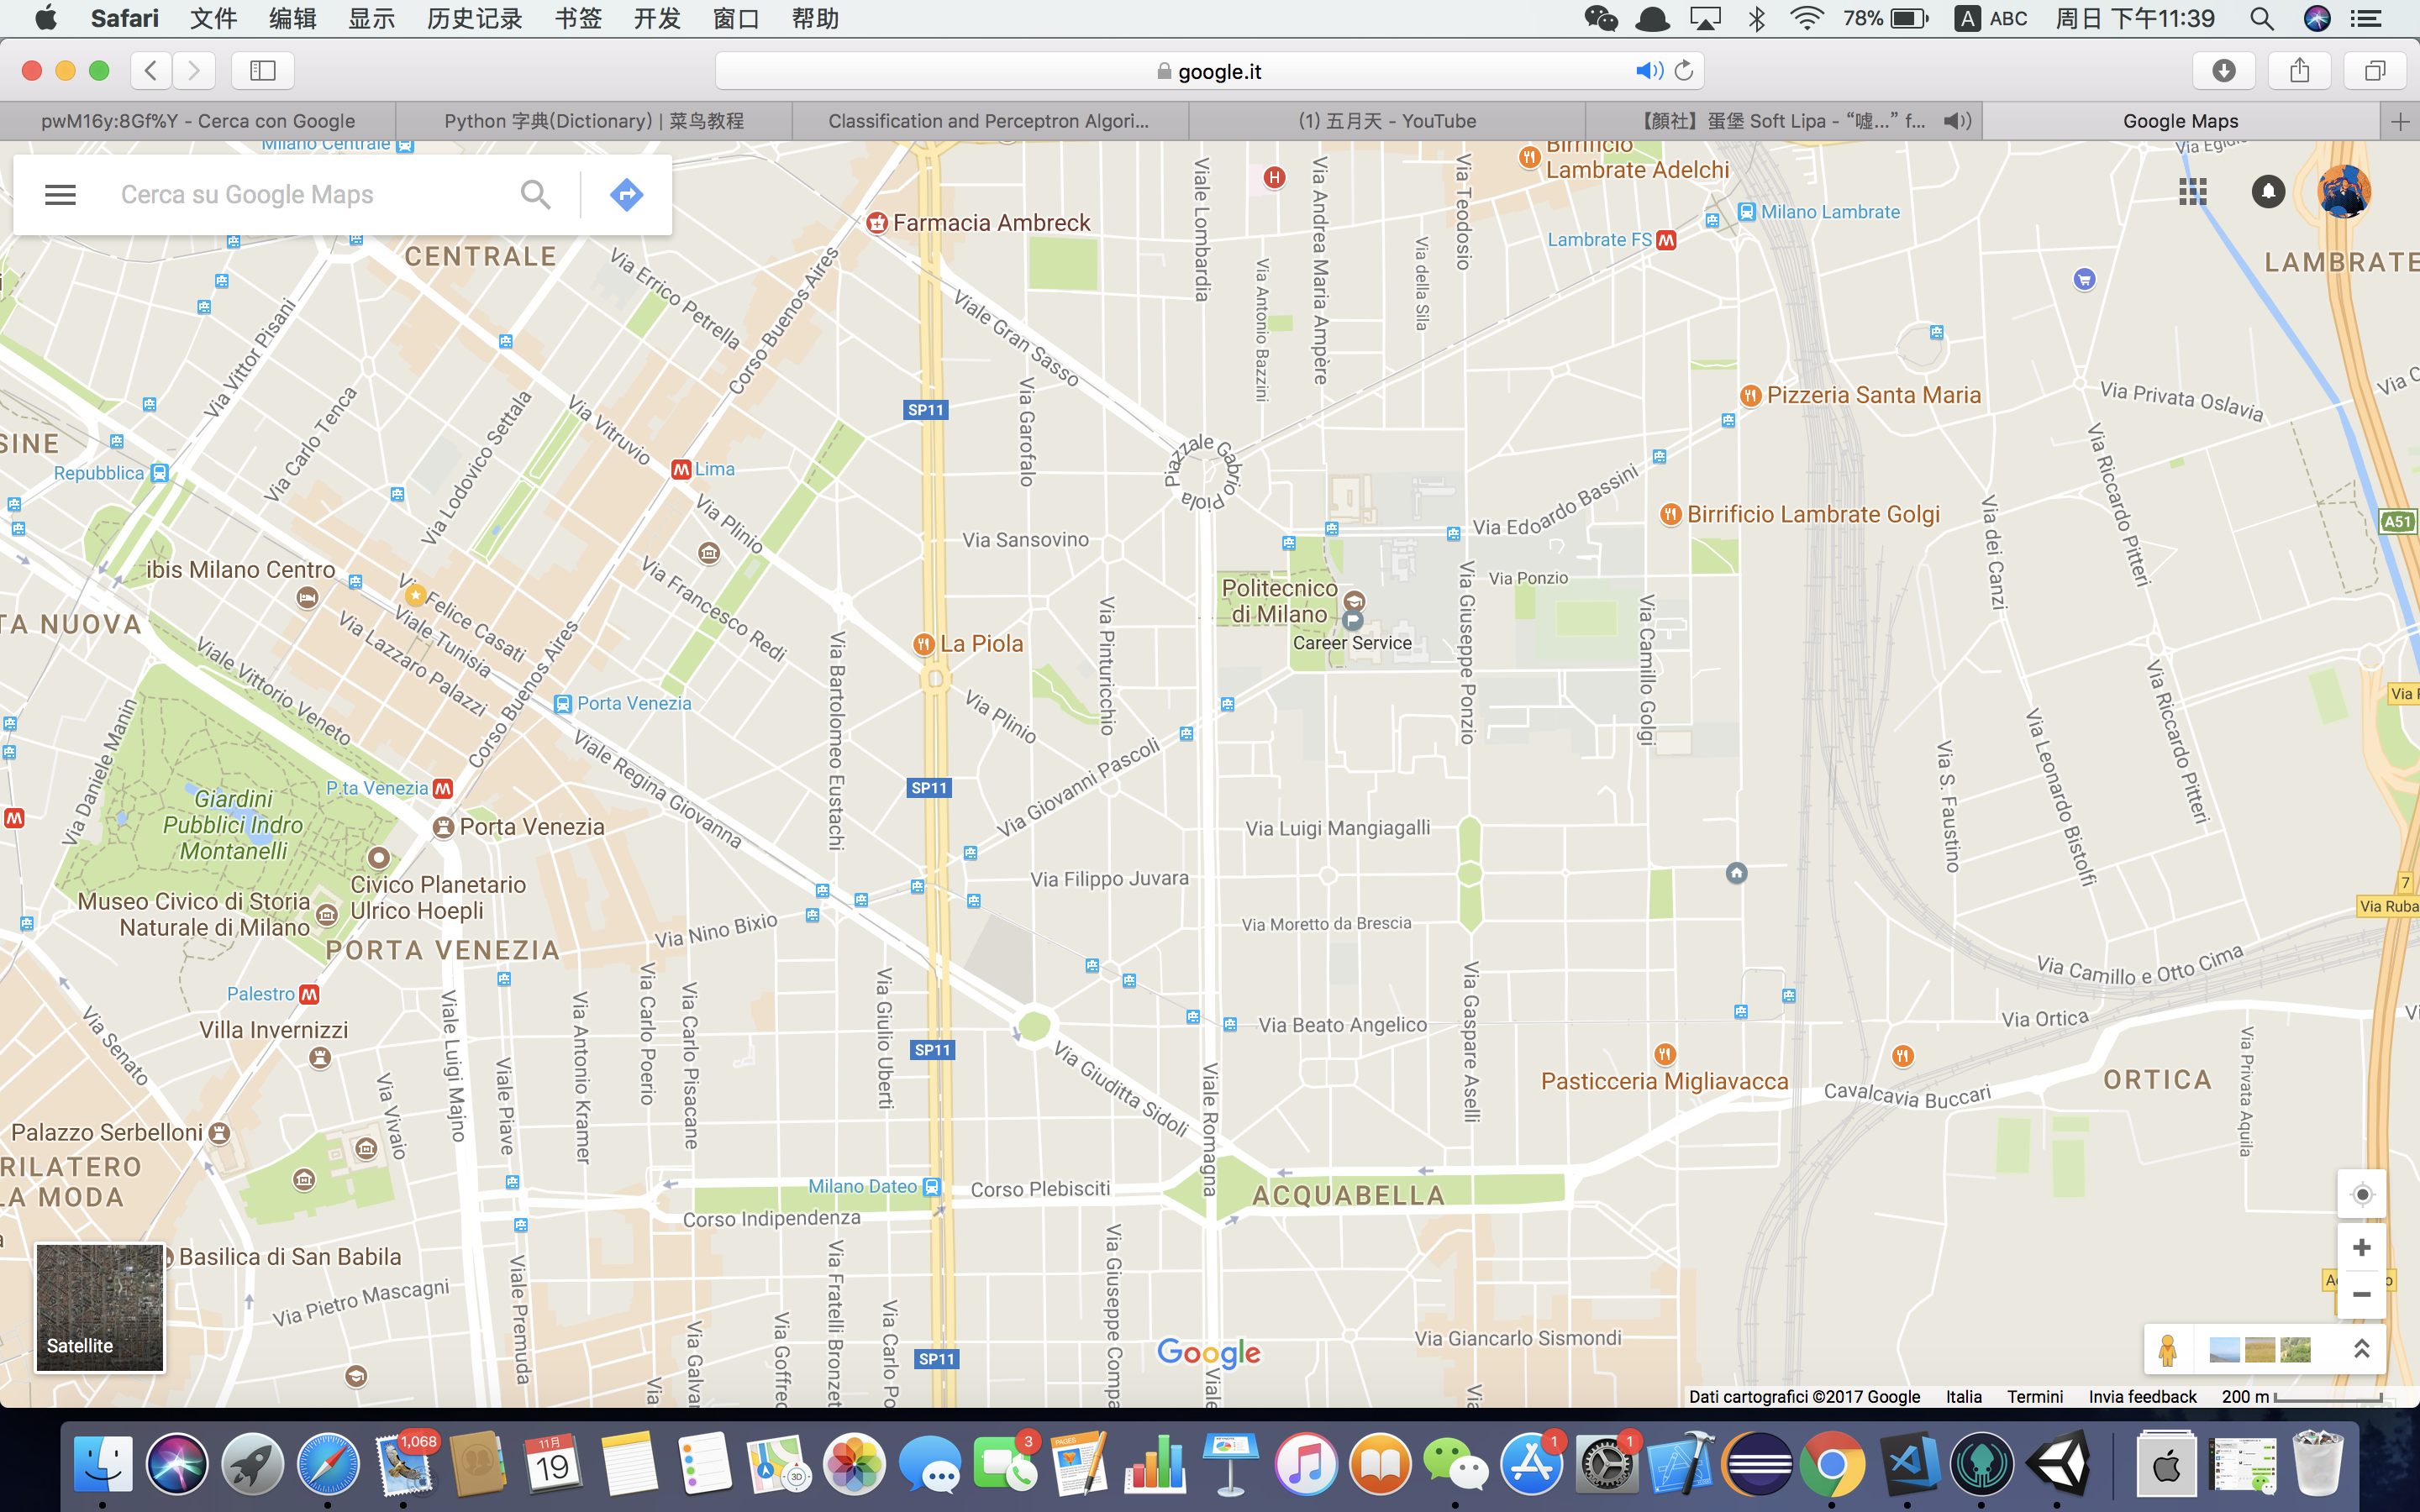 Safari 文件 编辑 显示 历史记录 书签 开发 窗口 帮助 78% A ABC 周日 下午11:39
google.it
pwM16y:8Gf%Y - Cerca con Google
Python 字典(Dictionary) | 菜鸟教程
Classification and Perceptron Algori...
(1) 五月天 - YouTube
【顏社】蛋堡 Soft Lipa - “噓...” f...
Google Maps
Cerca su Google Maps
Milano Centrale
CENTRALE
Farmacia Ambreck
Via Errico Petrella
Corso Buenos Aires
Viale Gran Sasso
Viale Lombardia
H
Via Antonio Bazzini
Via Andrea Maria Ampère
Via della Sila
Via Teodosio
Birrificio
Lambrate Adelchi
Milano Lambrate
Lambrate FS
M
LAMBRATE
Via Vittor Pisani
Via Carlo Tenca
Via Lodovico Settala
Via Vitruvio
SP11
Via Garofalo
Piazzale Gabrio Piola
Pizzeria Santa Maria
Via Privata Oslavia
SINE
Repubblica
M
Lima
Via Plinio
Via Sansovino
Via Edoardo Bassini
Birrificio Lambrate Golgi
Via dei Canzi
Via Riccardo Pitteri
A51
ibis Milano Centro
Via Felice Casati
Viale Tunisia
Via Lazzaro Palazzi
Via Francesco Redi
Via Ponzio
Politecnico
di Milano
Career Service
TA NUOVA
Viale Vittorio Veneto
Corso Buenos Aires
La Piola
Via Bartolomeo Eustachi
Via Pinturicchio
Via Giuseppe Ponzio
Via Camillo Golgi
Via Riccardo Pitteri
Porta Venezia
Via Plinio
Via Daniele Manin
Viale Regina Giovanna
Via Giovanni Pascoli
Via S. Faustino
Via Leonardo Bistolfi
P.ta Venezia
M
SP11
Giardini
Pubblici Indro
Montanelli
M
Porta Venezia
Via Luigi Mangiagalli
Civico Planetario
Ulrico Hoepli
Via Filippo Juvara
7
Museo Civico di Storia
Naturale di Milano
Via Nino Bixio
Via Moretto da Brescia
Via Ruba
PORTA VENEZIA
Via Camillo e Otto Cima
Palestro
M
Via Senato
Villa Invernizzi
Viale Luigi Majno
Viale Piave
Via Antonio Kramer
Via Carlo Poerio
Via Carlo Pisacane
Via Giulio Uberti
SP11
Via Beato Angelico
Via Gaspare Aselli
Via Ortica
Via Giuditta Sidoli
Viale Romagna
Pasticceria Migliavacca
Cavalcavia Buccari
ORTICA
Via Privata Aquila
Via Vivaio
Palazzo Serbelloni
RILATERO
LA MODA
Milano Dateo
Corso Plebisciti
ACQUABELLA
Corso Indipendenza
Basilica di San Babila
Via Pietro Mascagni
Viale Premuda
Via Galva
Via Goffre
Via Fratelli Bronzet
Via Carlo Po
Via Giuseppe Compa
SP11
Google
Viale
Via Giancarlo Sismondi
Satellite
Dati cartografici ©2017 Google Italia Termini Invia feedback 200 m
1,068
11月
19
3D
3
PAGES
1
1